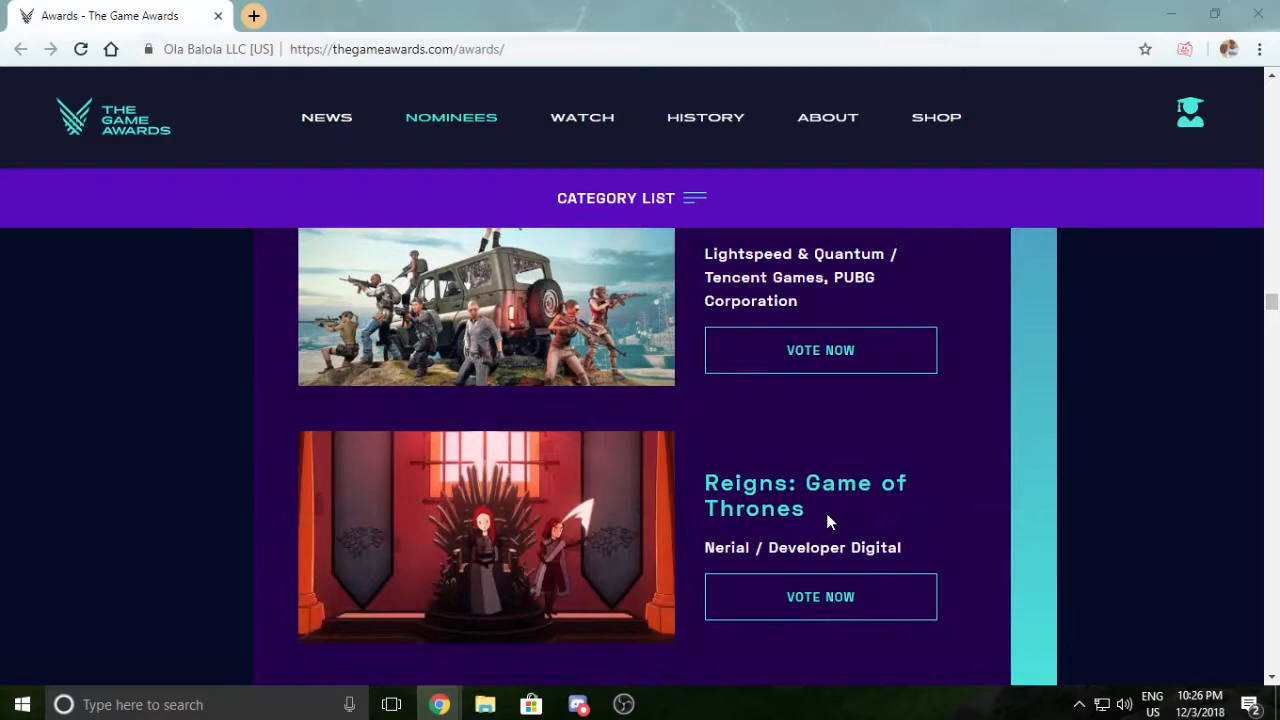 Awards - The Game Awards
Ola Balola LLC [US] https://thegameawards.com/awards/
THE GAME AWARDS
NEWS NOMINEES WATCH HISTORY ABOUT SHOP
CATEGORY LIST
Lightspeed & Quantum /
Tencent Games, PUBG
Corporation
VOTE NOW
Reigns: Game of
Thrones
Nerial / Developer Digital
VOTE NOW
Type here to search
ENG
US
10:26 PM
12/3/2018
2